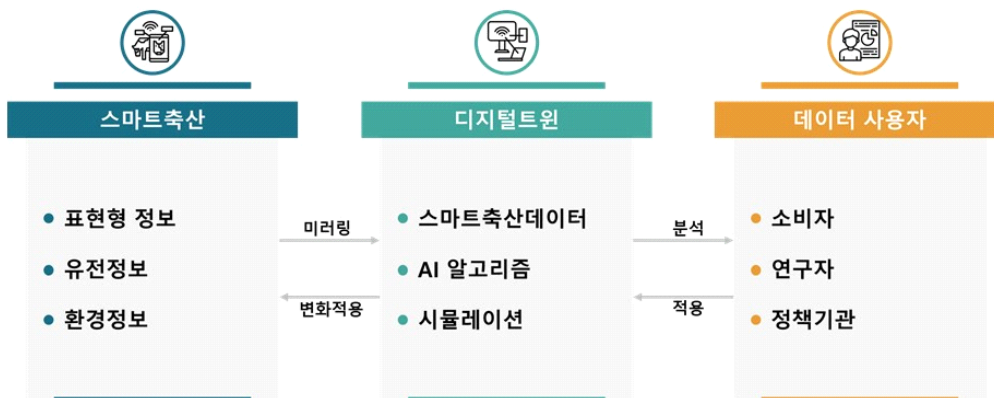 스마트축산
표현형 정보
유전정보
환경정보
미러링
변화적용
디지털트윈
스마트축산데이터
AI 알고리즘
시뮬레이션
분석
적용
데이터 사용자
소비자
연구자
정책기관